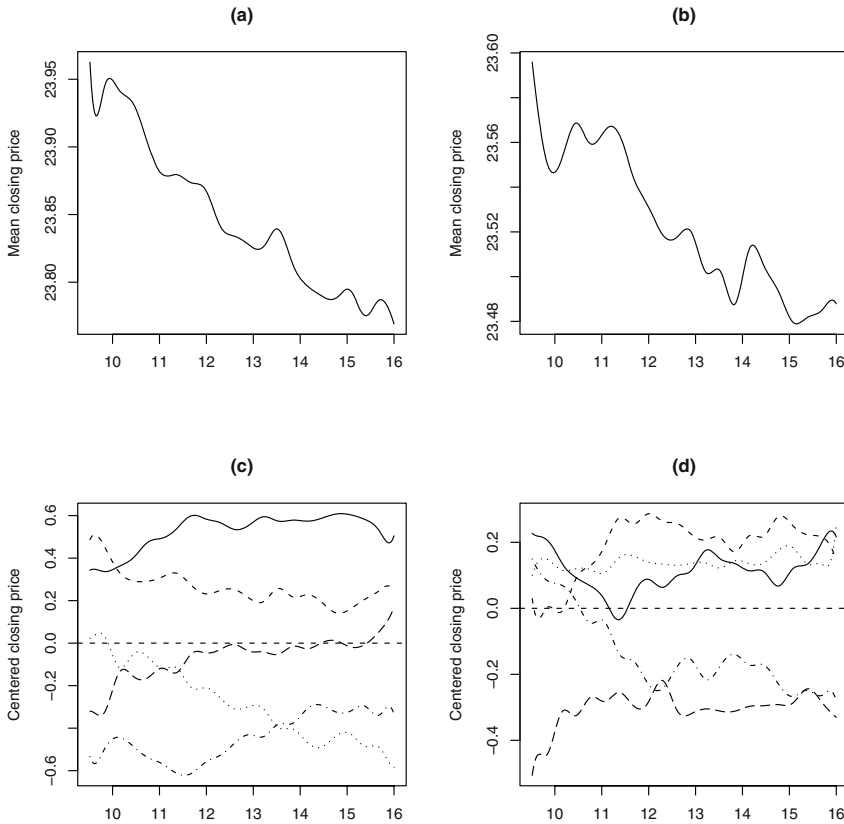 (a)
Mean closing price
23.95
23.90
23.85
23.80
10 11 12 13 14 15 16
(b)
Mean closing price
23.60
23.56
23.52
23.48
10 11 12 13 14 15 16
(c)
Centered closing price
0.6
0.4
0.2
0.0
−0.2
−0.6
10 11 12 13 14 15 16
(d)
Centered closing price
0.2
0.0
−0.2
−0.4
10 11 12 13 14 15 16